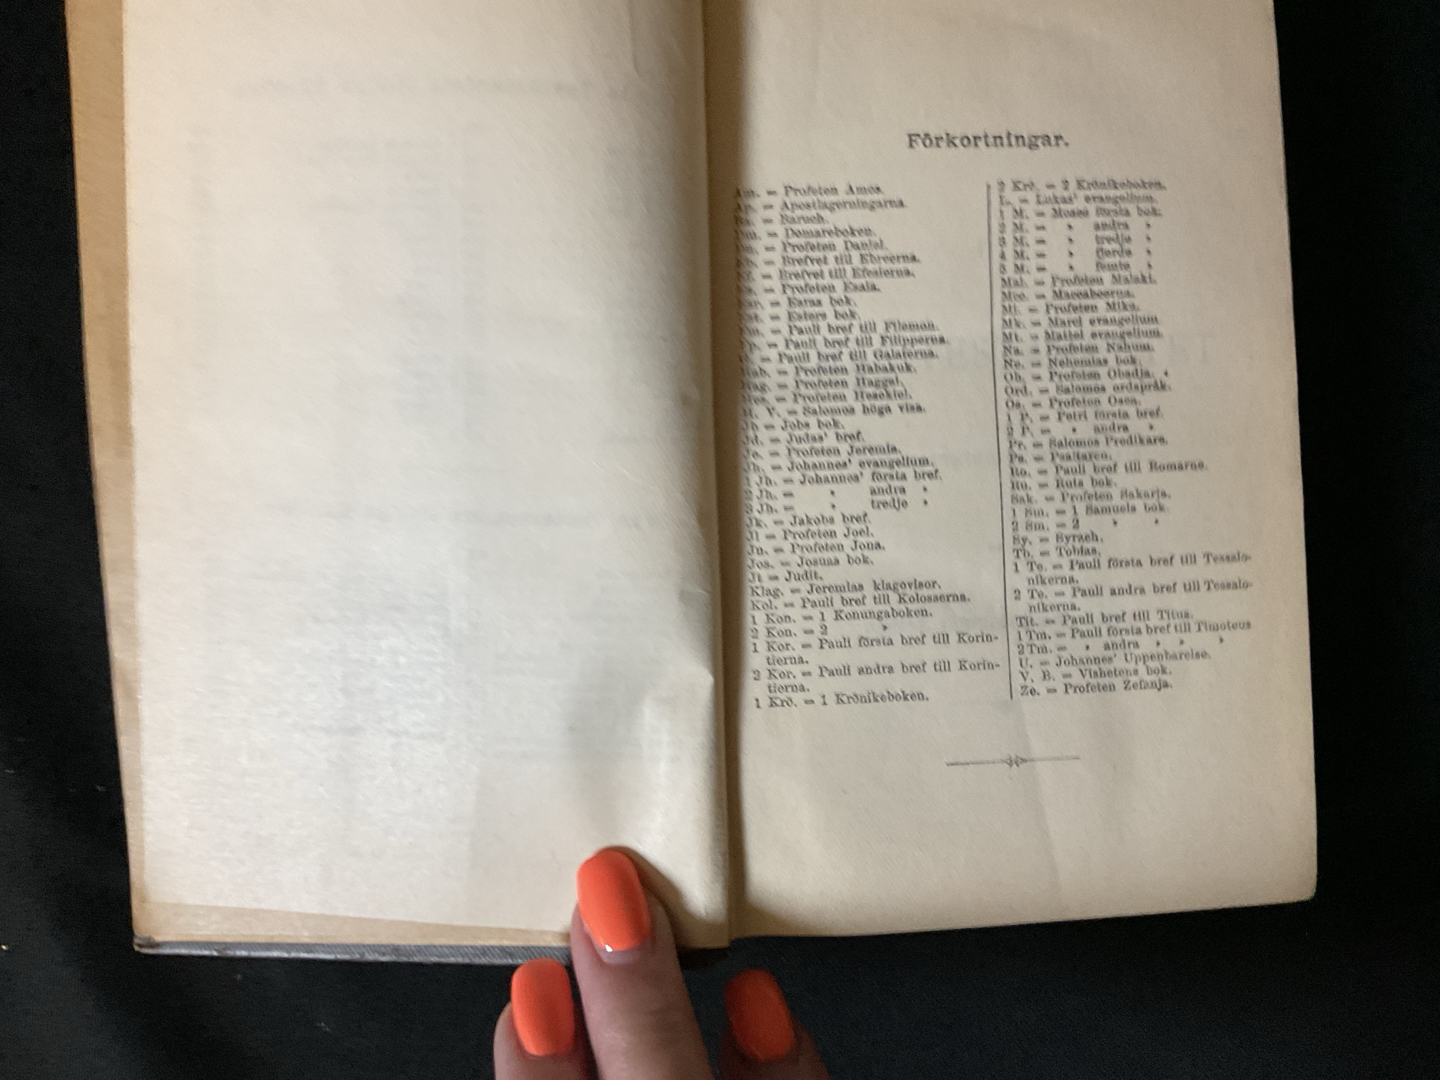 Förkortningar.
Am. = Profeten Amos.
Ap. = Apostlagerningarna.
Ba. = Baruch.
Dm. = Domareboken.
Dn. = Profeten Daniel.
Eb. = Brefvet till Ebreerna.
Ef. = Brefvet till Efesierna.
Es. = Profeten Esaia.
Esr. = Esras bok.
Est. = Esters bok.
Fm. = Pauli bref till Filemon.
Fp. = Pauli bref till Filipperna.
G. = Pauli bref till Galaterna.
Hab. = Profeten Habakuk.
Hag. = Profeten Haggei.
Hes. = Profeten Hesekiel.
H. V. = Salomos höga visa.
Jb = Jobs bok.
Jd. = Judas' bref.
Je. = Profeten Jeremia.
Jh. = Johannes' evangelium.
1 Jh. = Johannes' första bref.
2 Jh. = » andra »
3 Jh. = » tredje »
Jk. = Jakobs bref.
Jl = Profeten Joel.
Jn. = Profeten Jona.
Jos. = Josuas bok.
Jt = Judit.
Klag. = Jeremias klagovisor.
Kol. = Pauli bref till Kolosserna.
1 Kon. = 1 Konungaboken.
2 Kon. = 2 »
1 Kor. = Pauli första bref till Korin-
tierna.
2 Kor. = Pauli andra bref till Korin-
tierna.
1 Krö. = 1 Krönikeboken.
2 Krö. = 2 Krönikeboken.
L. = Lukas' evangelium.
1 M. = Moses första bok.
2 M. = » andra »
3 M. = » tredje »
4 M. = » fjerde »
5 M. = » femte »
Mal. = Profeten Malaki.
Mcc. = Maccabeerna.
Mi. = Profeten Mika.
Mk. = Marci evangelium.
Mt. = Mattei evangelium.
Na. = Profeten Nahum.
Ne. = Nehemias bok.
Ob. = Profeten Obadja.
Ord. = Salomos ordspråk.
Os. = Profeten Osea.
1 P. = Petri första bref.
2 P. = » andra »
Pr. = Salomos Predikare.
Ps. = Psaltaren.
Ro. = Pauli bref till Romarne.
Ru. = Ruts bok.
Sak. = Profeten Sakarja.
1 Sm. = 1 Samuels bok.
2 Sm. = 2 » »
Sy. = Syrach.
Tb. = Tobias.
1 Te. = Pauli första bref till Tessalo-
nikerna.
2 Te. = Pauli andra bref till Tessalo-
nikerna.
Tit. = Pauli bref till Titus.
1 Tm. = Pauli första bref till Timoteus
2 Tm. = » andra » » »
U. = Johannes' Uppenbarelse.
V. B. = Vishetens bok.
Ze. = Profeten Zefanja.